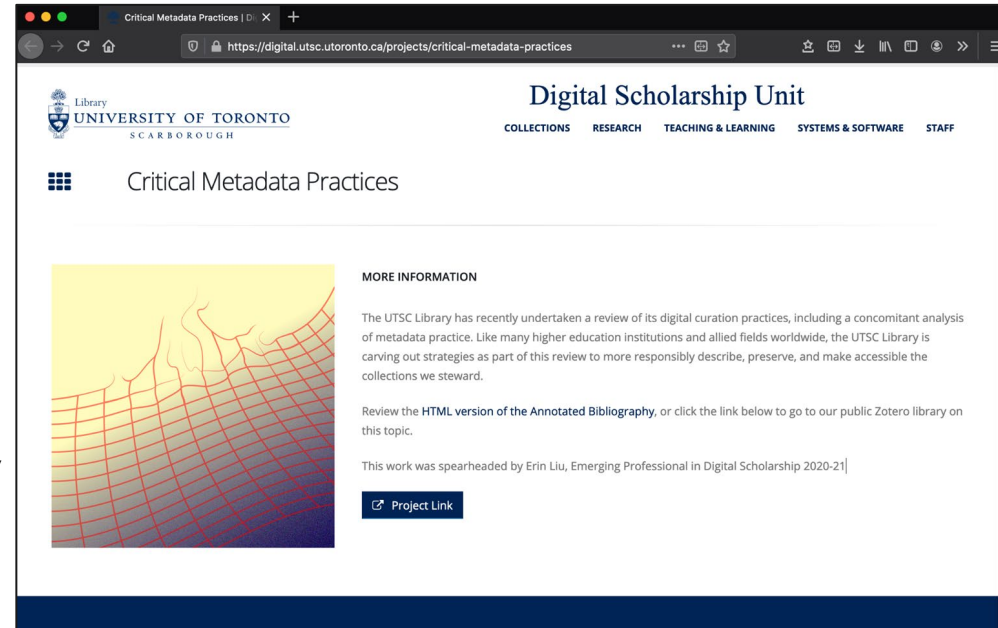 Critical Metadata Practices | Di
https://digital.utsc.utoronto.ca/projects/critical-metadata-practices
Library
UNIVERSITY OF TORONTO
SCARBOROUGH
Digital Scholarship Unit
COLLECTIONS RESEARCH TEACHING & LEARNING SYSTEMS & SOFTWARE STAFF
Critical Metadata Practices
MORE INFORMATION
The UTSC Library has recently undertaken a review of its digital curation practices, including a concomitant analysis
of metadata practice. Like many higher education institutions and allied fields worldwide, the UTSC Library is
carving out strategies as part of this review to more responsibly describe, preserve, and make accessible the
collections we steward.
Review the HTML version of the Annotated Bibliography, or click the link below to go to our public Zotero library on
this topic.
This work was spearheaded by Erin Liu, Emerging Professional in Digital Scholarship 2020-21
Project Link